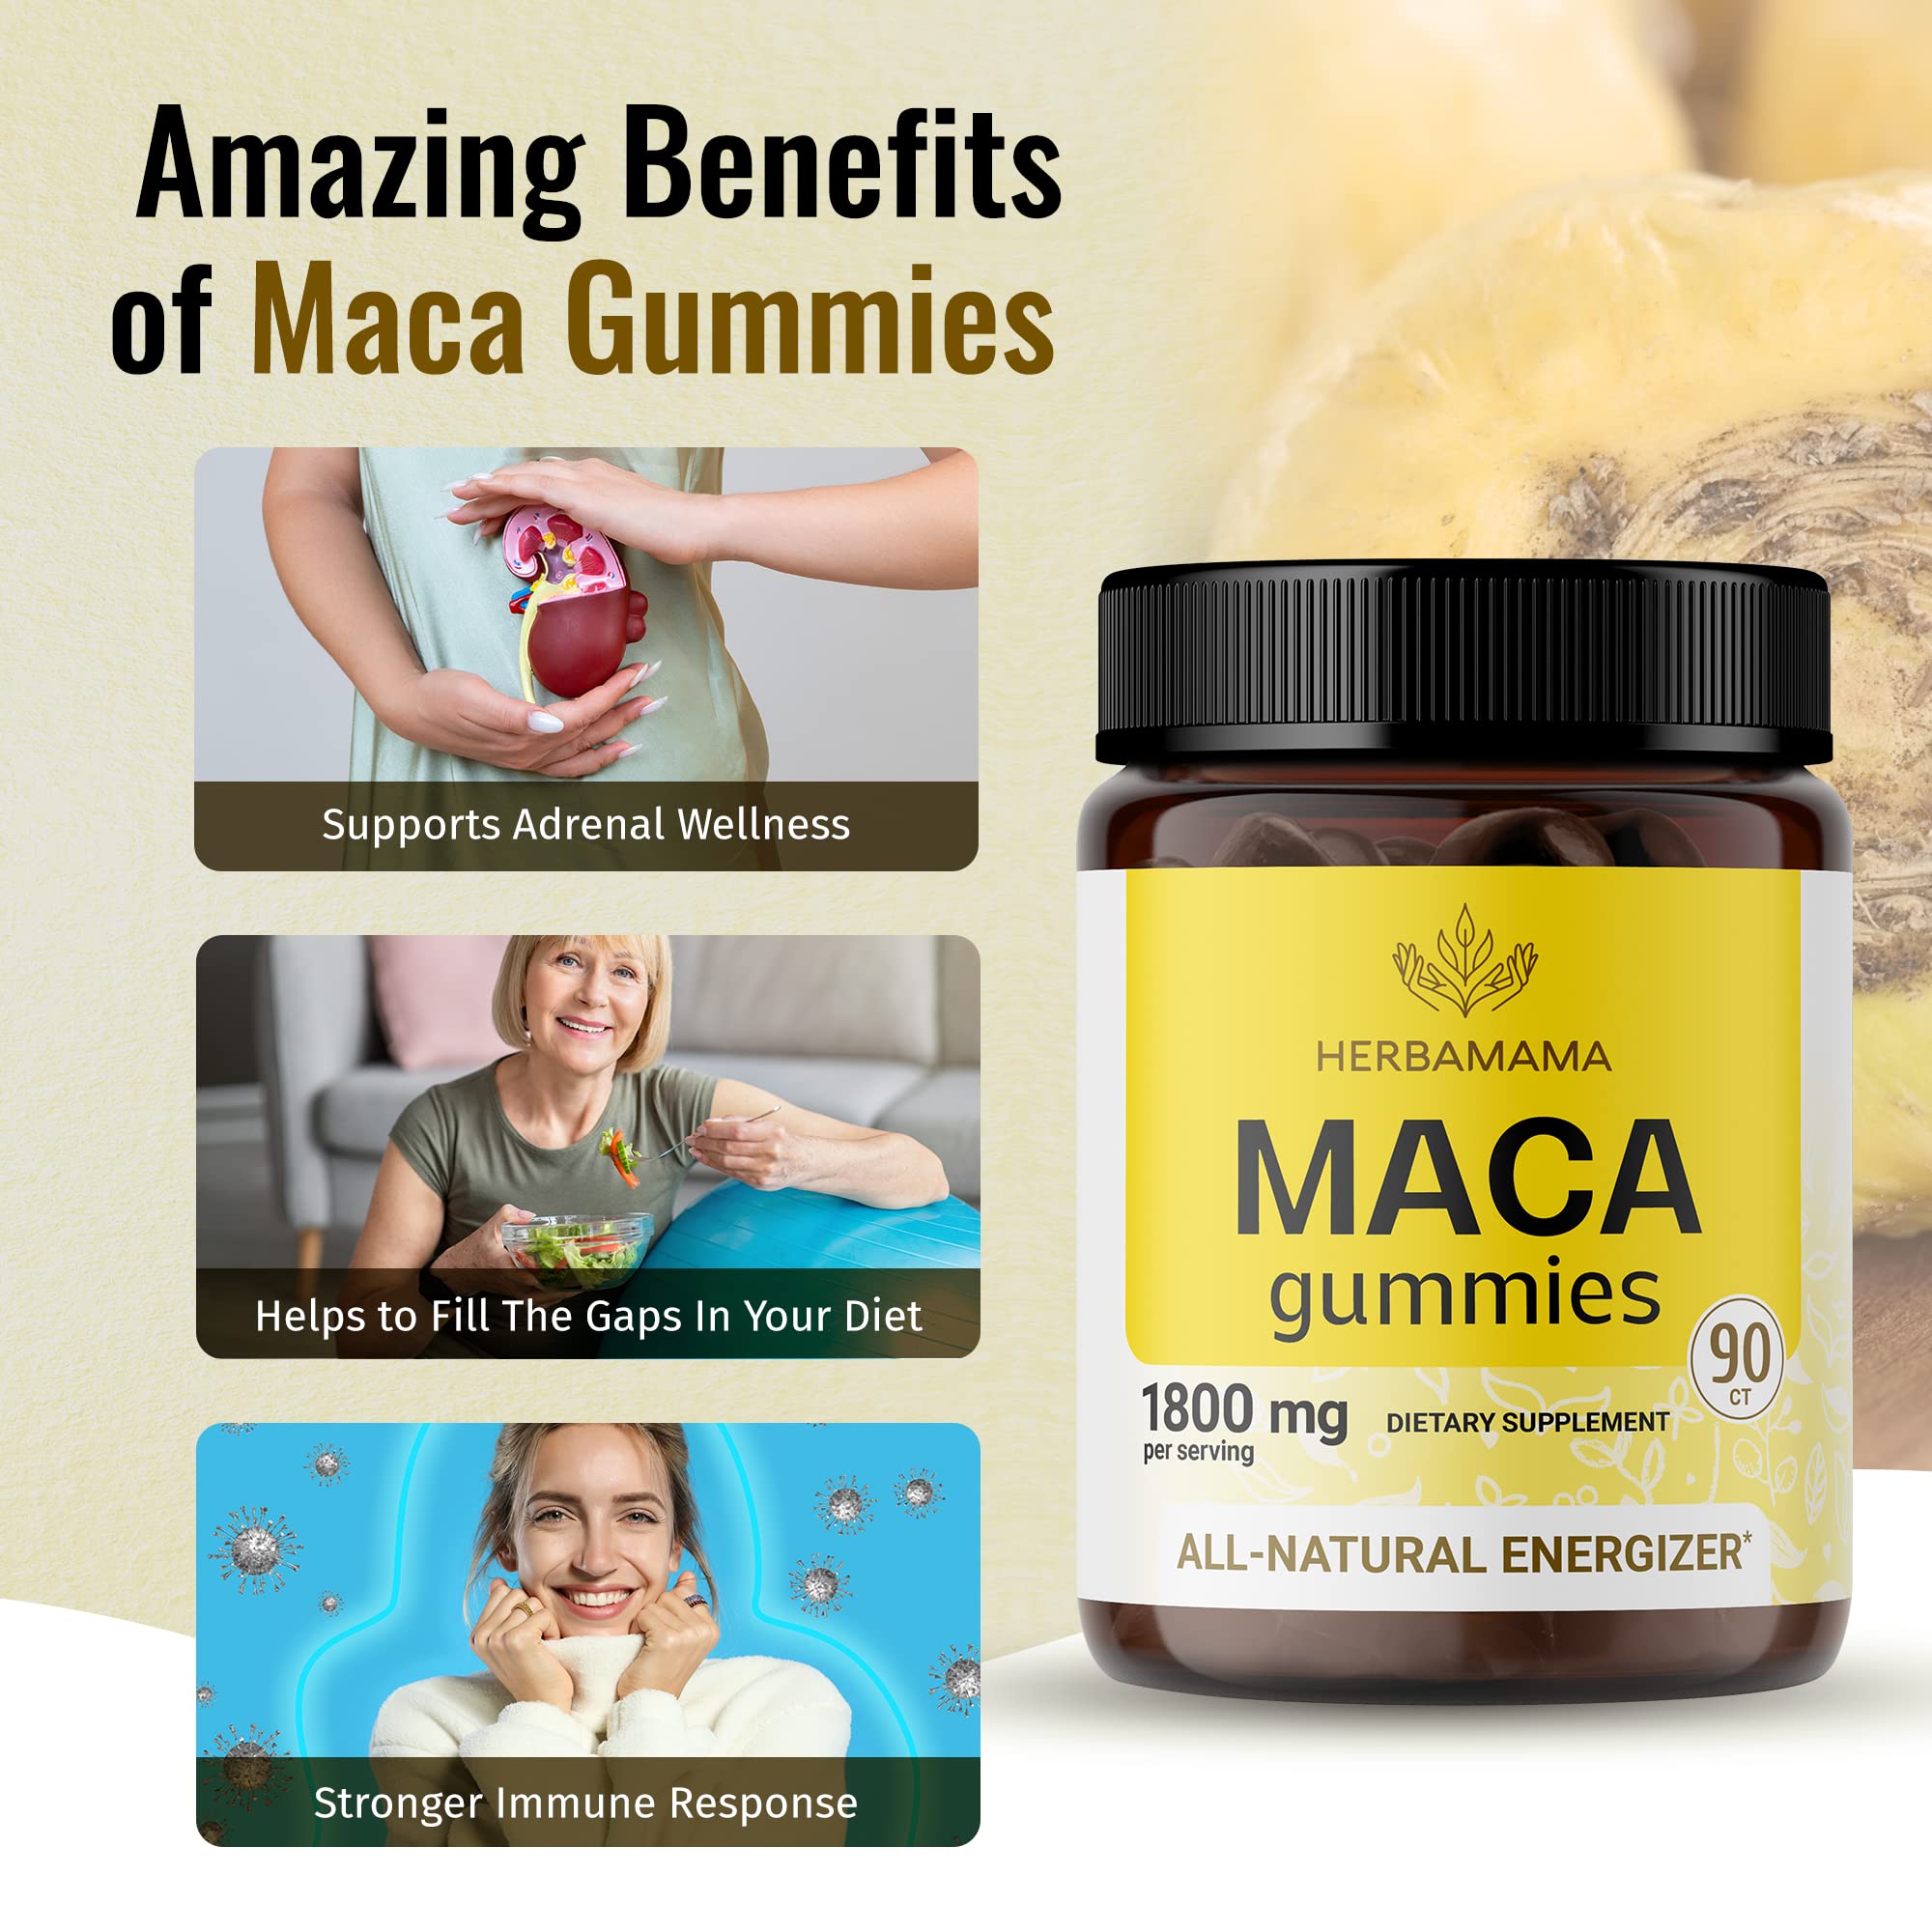 Amazing Benefits
of Maca Gummies
Supports Adrenal Wellness
Helps to Fill The Gaps In Your Diet
Stronger Immune Response
HERBAMAMA
MACA
gummies
90
CT
1800 mg
per serving
DIETARY SUPPLEMENT
ALL-NATURAL ENERGIZER*